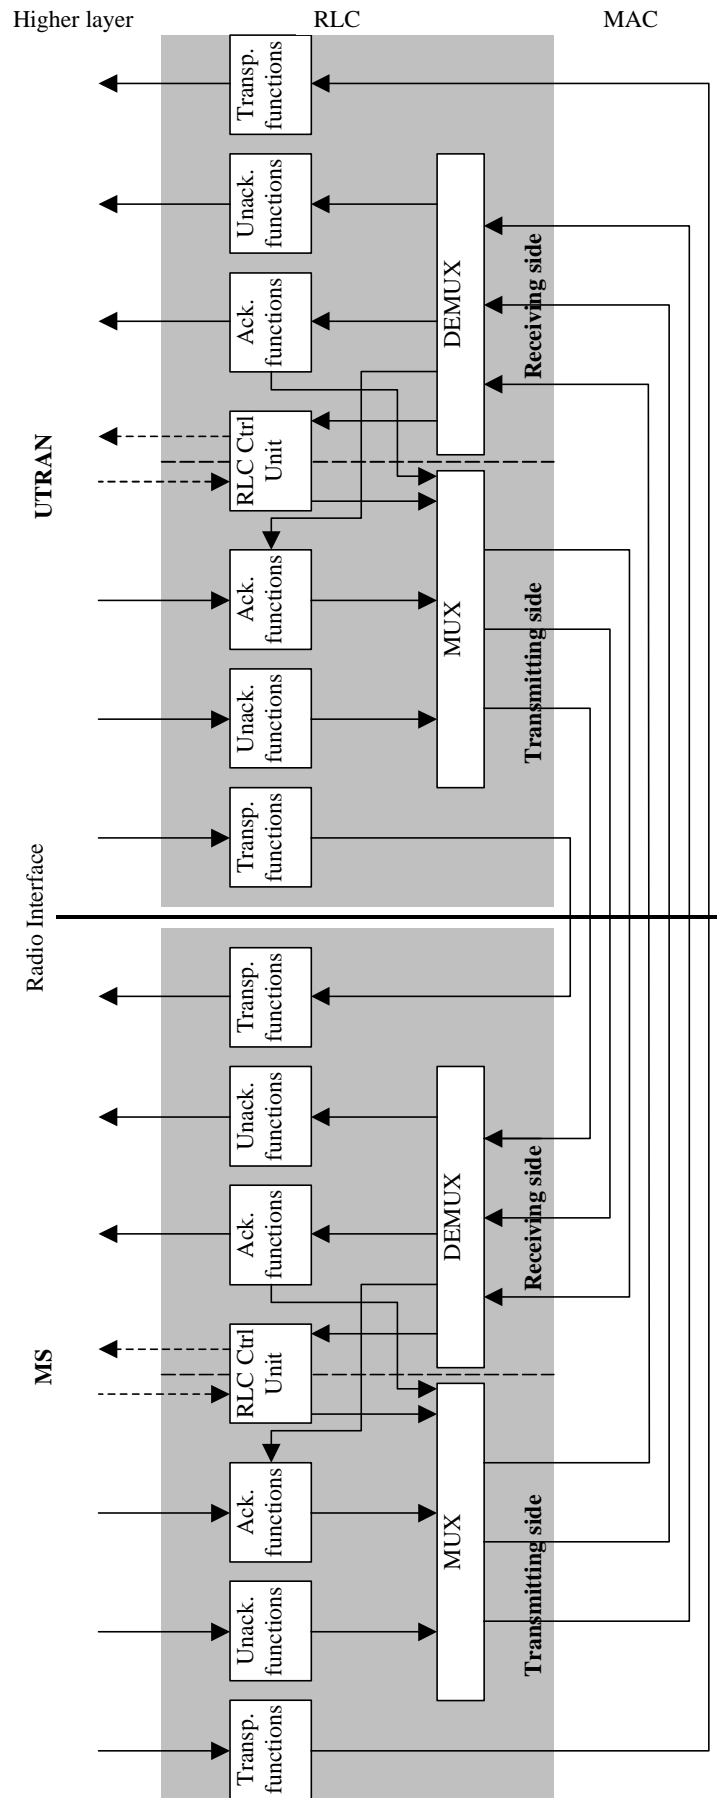 Higher layer
RLC
MAC
Transp.
functions
Unack.
functions
DEMUX
Receiving side
Ack.
functions
UTRAN
RLC Ctrl
Unit
Ack.
functions
MUX
Transmitting side
Unack.
functions
Transp.
functions
Radio Interface
Transp.
functions
Unack.
functions
DEMUX
Receiving side
Ack.
functions
MS
RLC Ctrl
Unit
Ack.
functions
MUX
Transmitting side
Unack.
functions
Transp.
functions